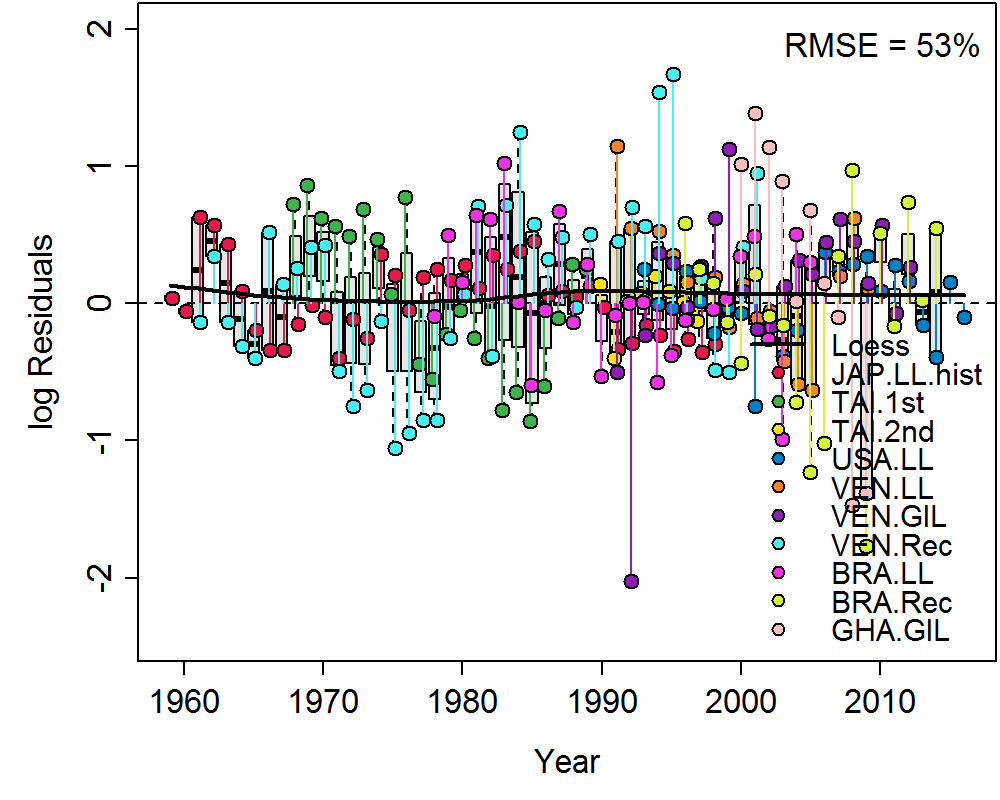 RMSE = 53%
2
1
0
-1
-2
log Residuals
Loess
JAP.LL.hist
TAI.1st
TAI.2nd
USA.LL
VEN.LL
VEN.GIL
VEN.Rec
BRA.LL
BRA.Rec
GHA.GIL
1960 1970 1980 1990 2000 2010
Year